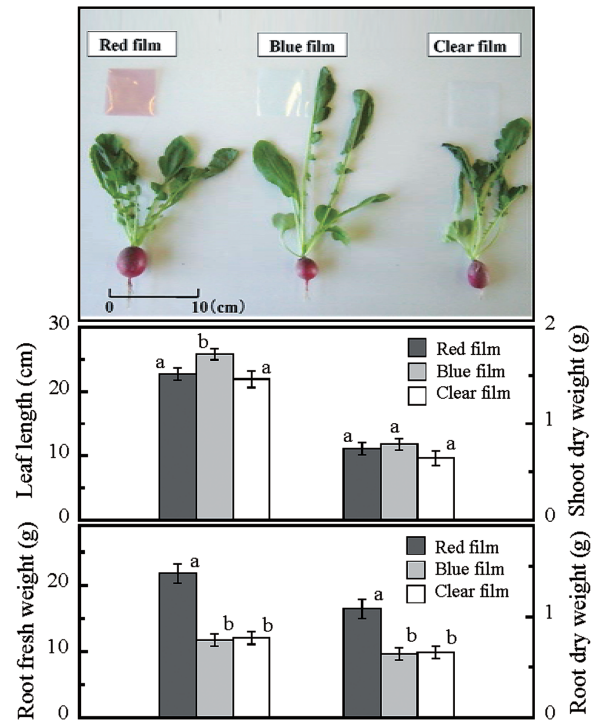 Red film
Blue film
Clear film
0 10(cm)
Leaf length (cm)
30
20
10
0
a
b
a
a
a
a
Red film
Blue film
Clear film
2
1
0
Shoot dry weight (g)
Root fresh weight (g)
20
10
0
a
b
b
a
b
b
Red film
Blue film
Clear film
1
0
Root dry weight (g)